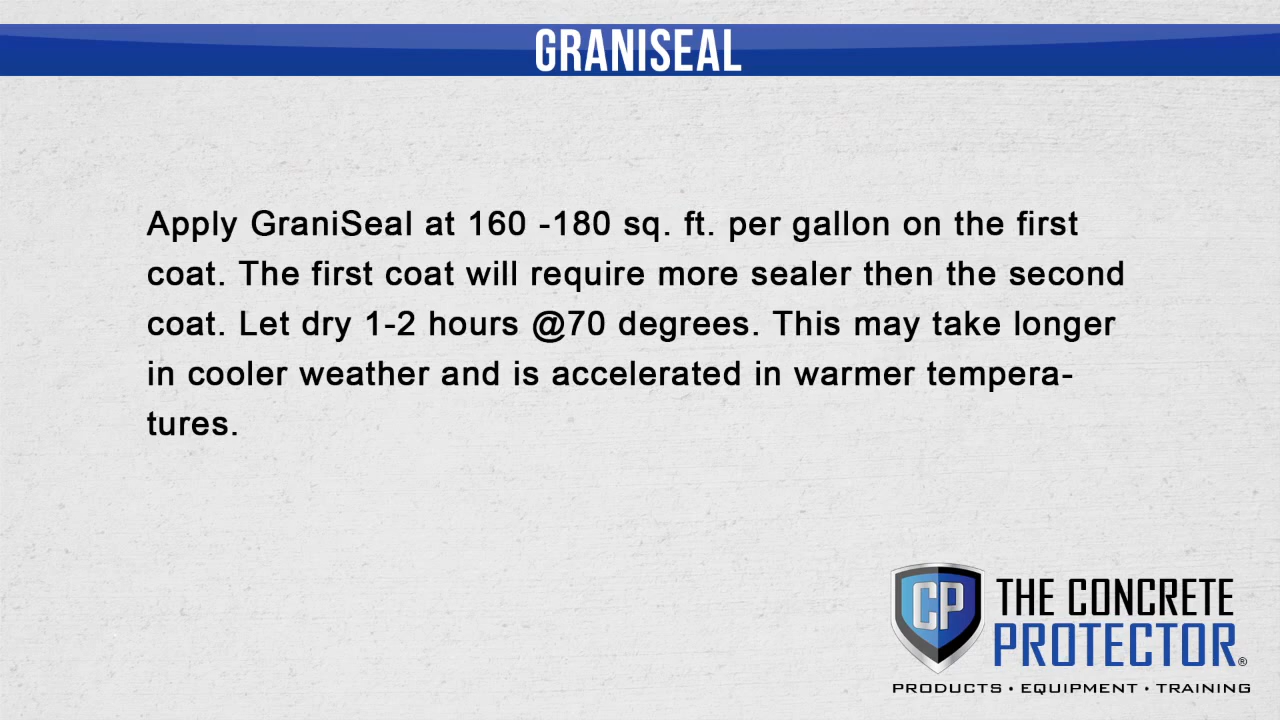 GRANISEAL
Apply GraniSeal at 160 -180 sq. ft. per gallon on the first
coat. The first coat will require more sealer then the second
coat. Let dry 1-2 hours @70 degrees. This may take longer
in cooler weather and is accelerated in warmer tempera-
tures.
CP
THE CONCRETE
PROTECTOR®
PRODUCTS • EQUIPMENT • TRAINING